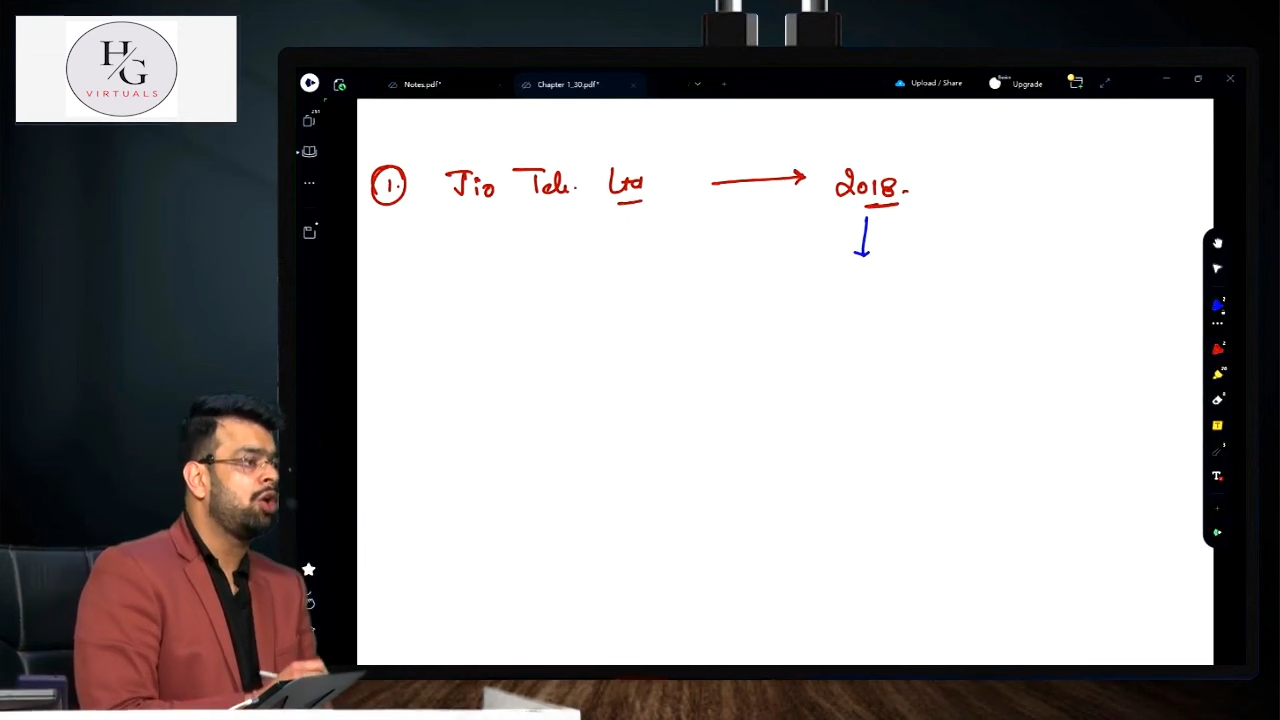 H/G
VIRTUALS
Notes.pdf*
Chapter 1_30.pdf*
Upload / Share
Upgrade
1. Jio Tele. Ltd → 2018.